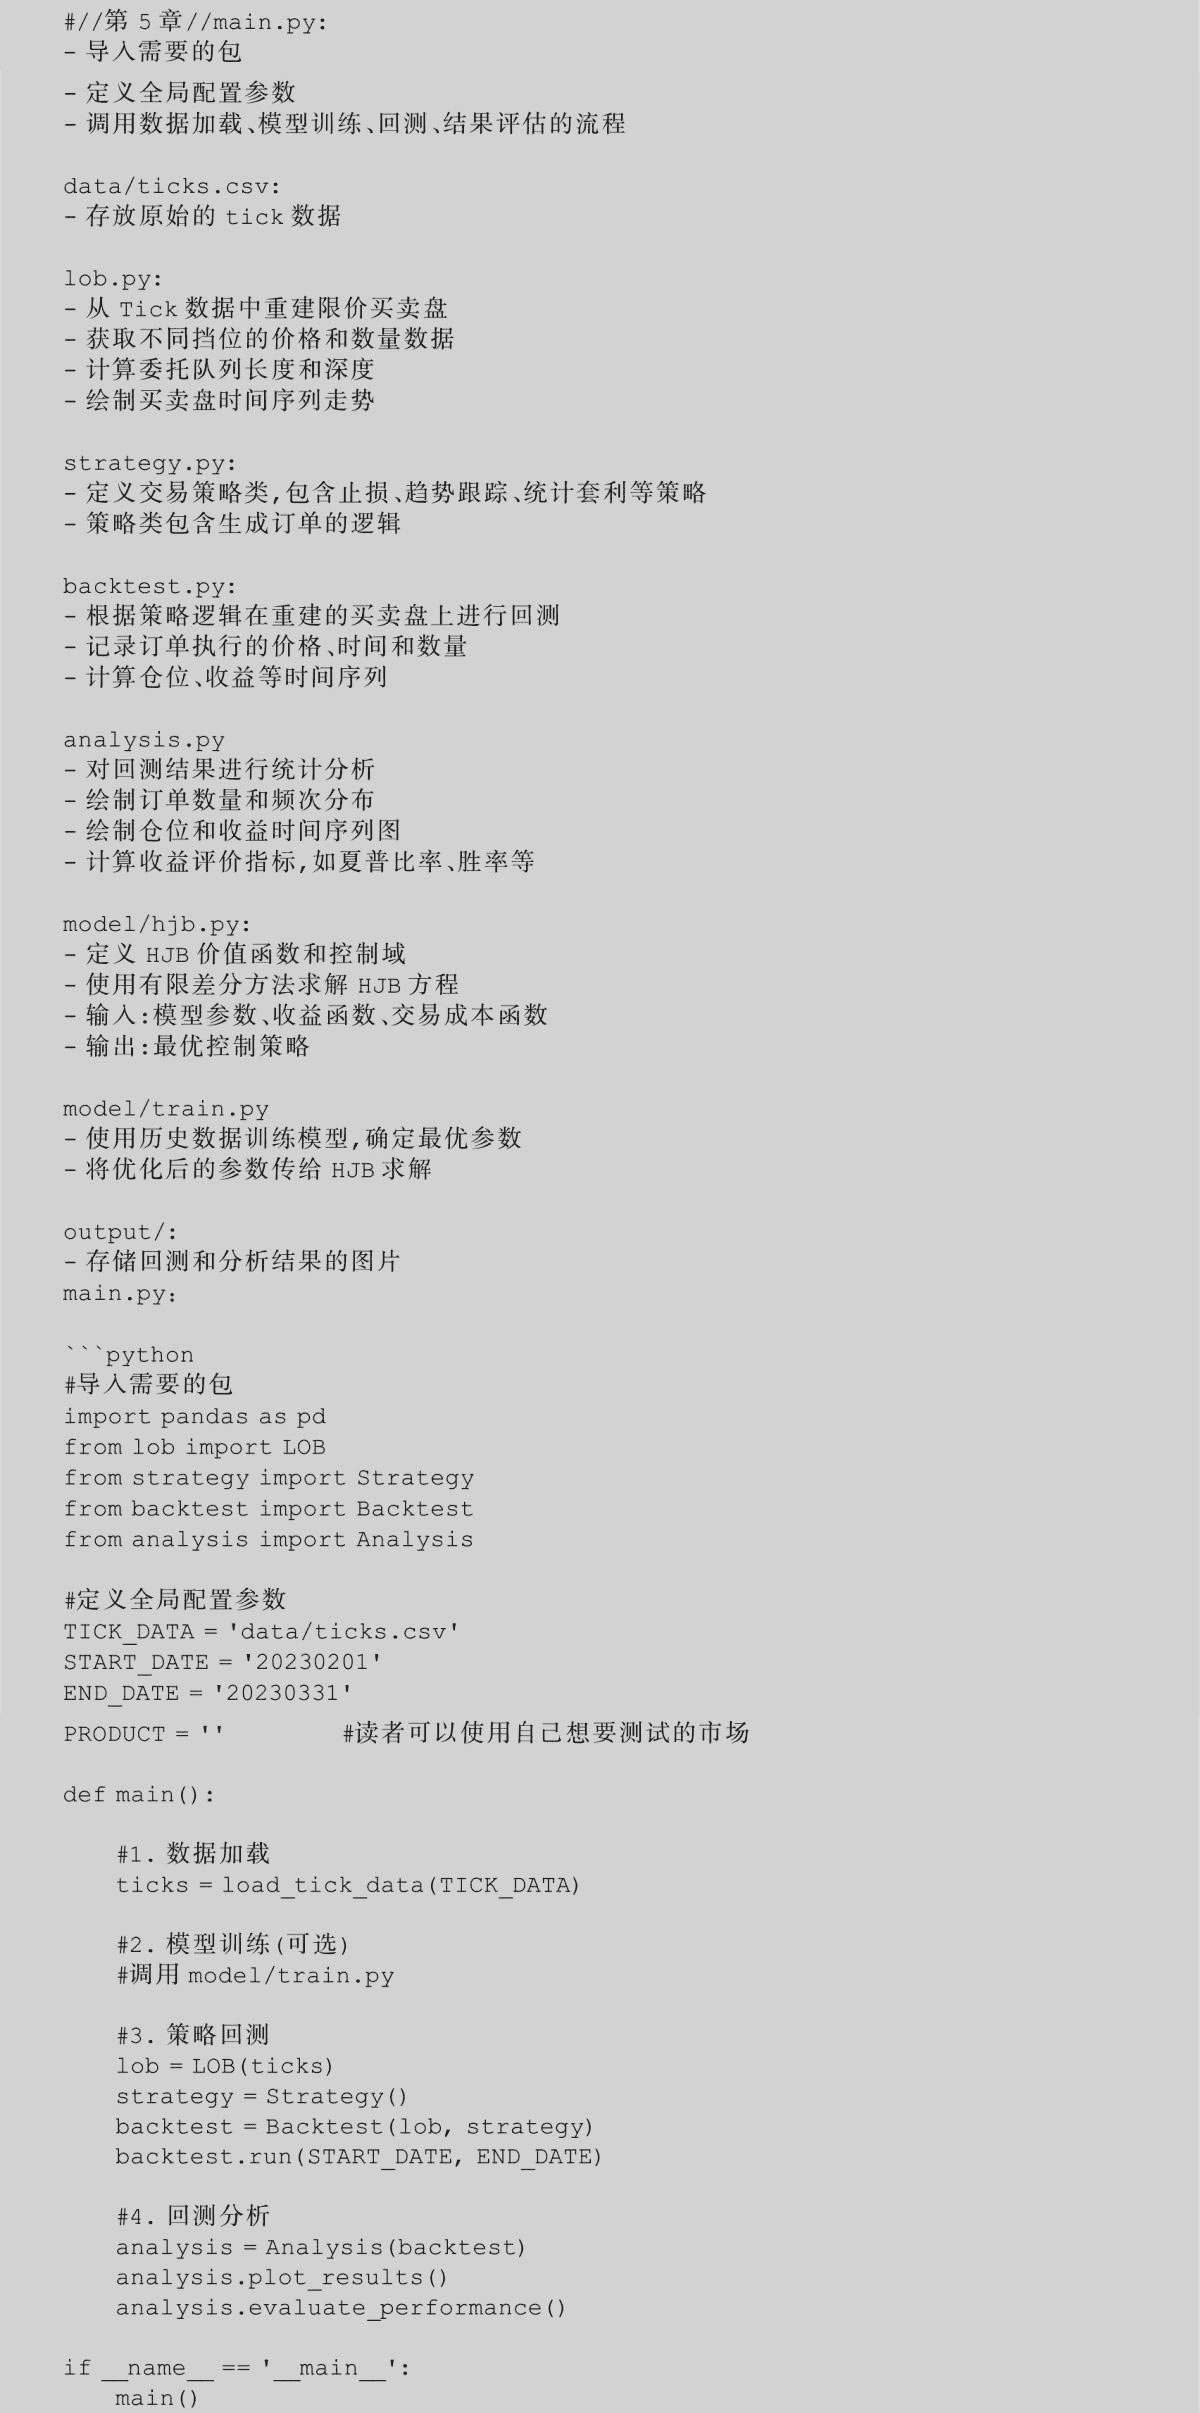 #//第 5 章//main.py:
- 导入需要的包
- 定义全局配置参数
- 调用数据加载、模型训练、回测、结果评估的流程
data/ticks.csv:
- 存放原始的 tick 数据
lob.py:
- 从 Tick 数据中重建限价买卖盘
- 获取不同挡位的价格和数量数据
- 计算委托队列长度和深度
- 绘制买卖盘时间序列走势
strategy.py:
- 定义交易策略类,包含止损、趋势跟踪、统计套利等策略
- 策略类包含生成订单的逻辑
backtest.py:
- 根据策略逻辑在重建的买卖盘上进行回测
- 记录订单执行的价格、时间和数量
- 计算仓位、收益等时间序列
analysis.py
- 对回测结果进行统计分析
- 绘制订单数量和频次分布
- 绘制仓位和收益时间序列图
- 计算收益评价指标,如夏普比率、胜率等
model/hjb.py:
- 定义 HJB 价值函数和控制域
- 使用有限差分方法求解 HJB 方程
- 输入:模型参数、收益函数、交易成本函数
- 输出:最优控制策略
model/train.py
- 使用历史数据训练模型,确定最优参数
- 将优化后的参数传给 HJB 求解
output/:
- 存储回测和分析结果的图片
main.py:
```python
#导入需要的包
import pandas as pd
from lob import LOB
from strategy import Strategy
from backtest import Backtest
from analysis import Analysis
#定义全局配置参数
TICK_DATA = 'data/ticks.csv'
START_DATE = '20230201'
END_DATE = '20230331'
PRODUCT = '' #读者可以使用自己想要测试的市场
def main():
#1. 数据加载
ticks = load_tick_data(TICK_DATA)
#2. 模型训练(可选)
#调用 model/train.py
#3. 策略回测
lob = LOB(ticks)
strategy = Strategy()
backtest = Backtest(lob, strategy)
backtest.run(START_DATE, END_DATE)
#4. 回测分析
analysis = Analysis(backtest)
analysis.plot_results()
analysis.evaluate_performance()
if __name__ == '__main__':
main()